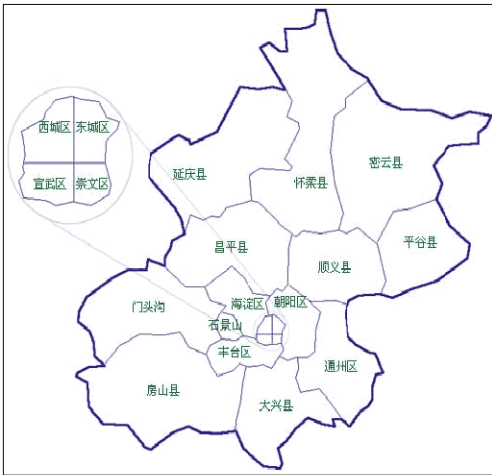 西城区 东城区
宣武区 崇文区
延庆县
怀柔县
密云县
昌平县
顺义县
平谷县
门头沟
海淀区
朝阳区
石景山
丰台区
通州区
房山县
大兴县